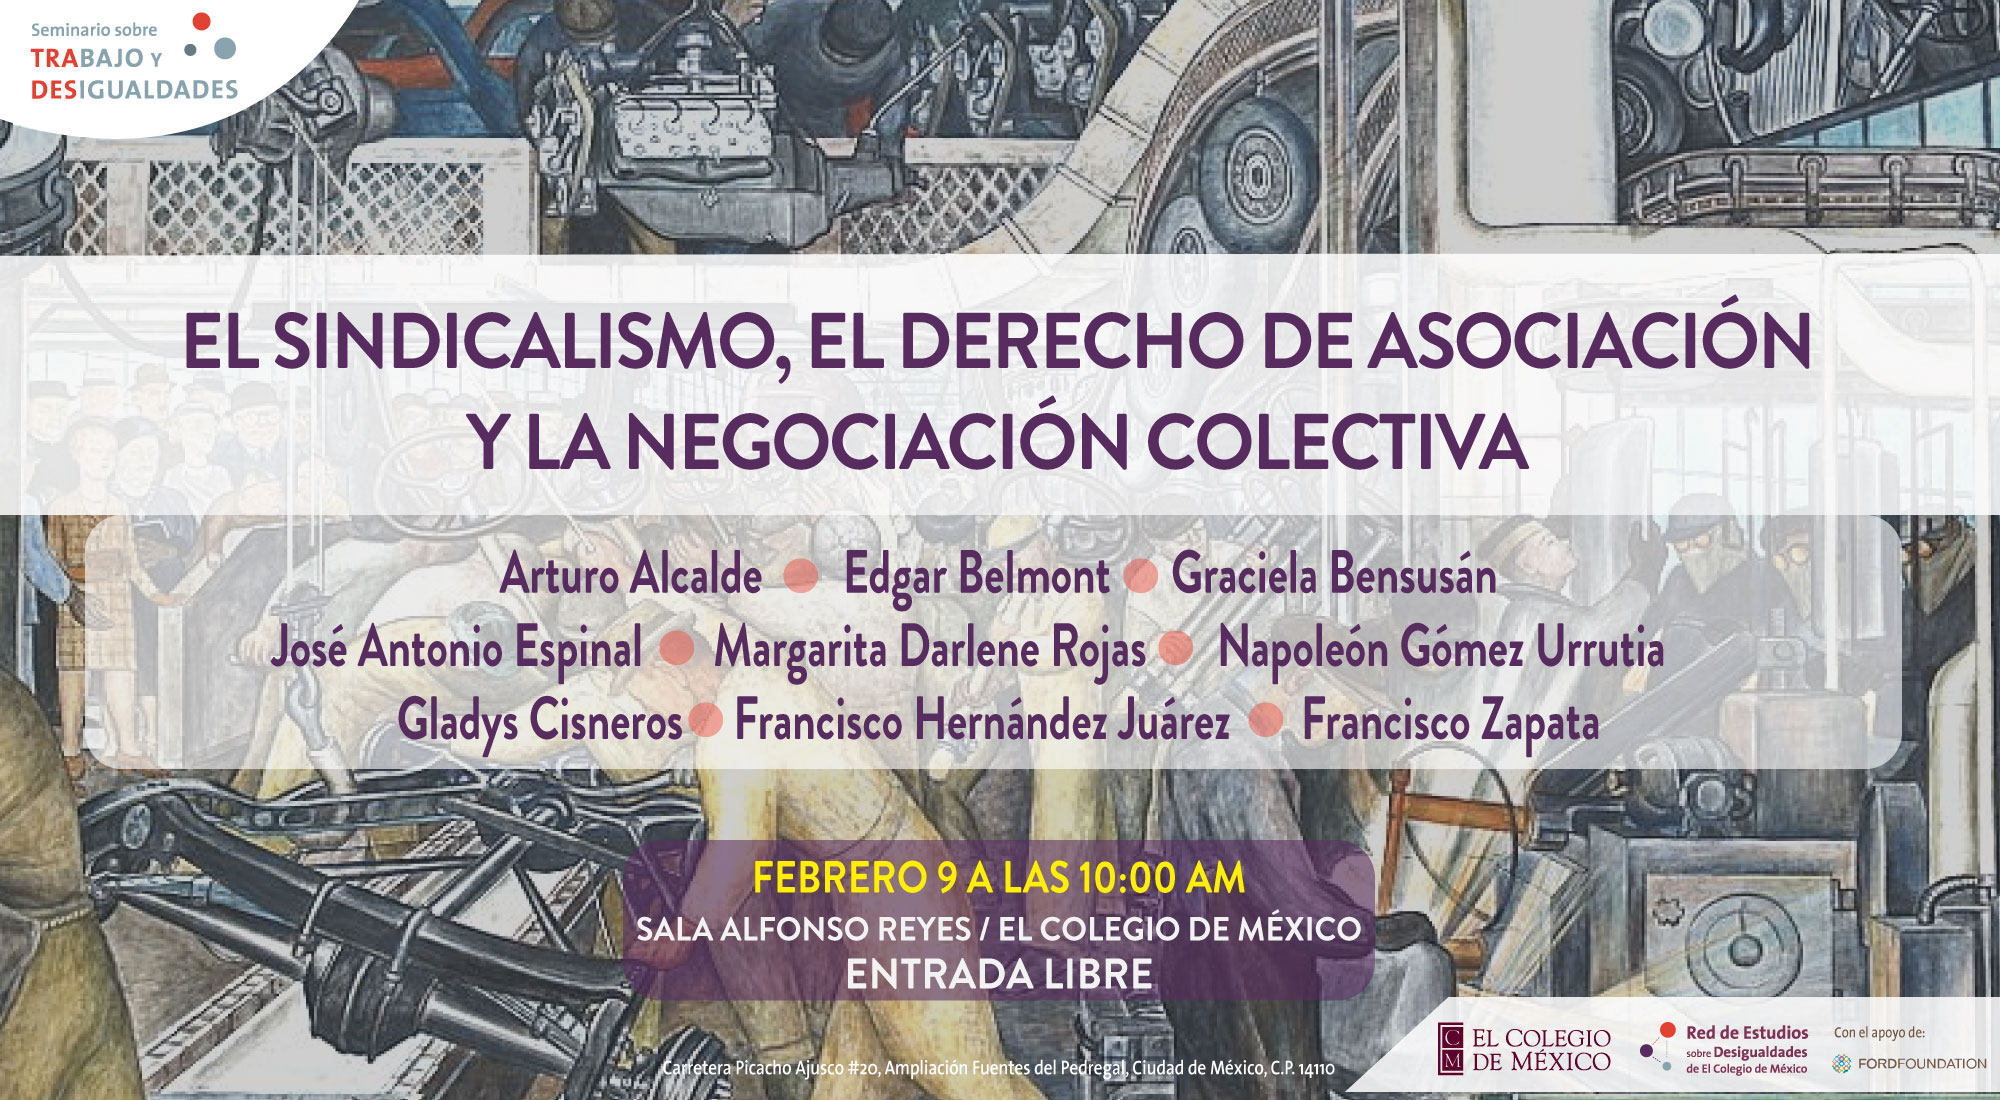 Seminario sobre
TRABAJO Y
DESIGUALDADES
EL SINDICALISMO, EL DERECHO DE ASOCIACIÓN
Y LA NEGOCIACIÓN COLECTIVA
Arturo Alcalde Edgar Belmont Graciela Bensusán
José Antonio Espinal Margarita Darlene Rojas Napoleón Gómez Urrutia
Gladys Cisneros Francisco Hernández Juárez Francisco Zapata
FEBRERO 9 A LAS 10:00 AM
SALA ALFONSO REYES / EL COLEGIO DE MÉXICO
ENTRADA LIBRE
Carretera Picacho Ajusco #20, Ampliación Fuentes del Pedregal, Ciudad de México, C.P. 14110
C
M
EL COLEGIO
DE MÉXICO
Red de Estudios
sobre Desigualdades
de El Colegio de México
Con el apoyo de:
FORDFOUNDATION